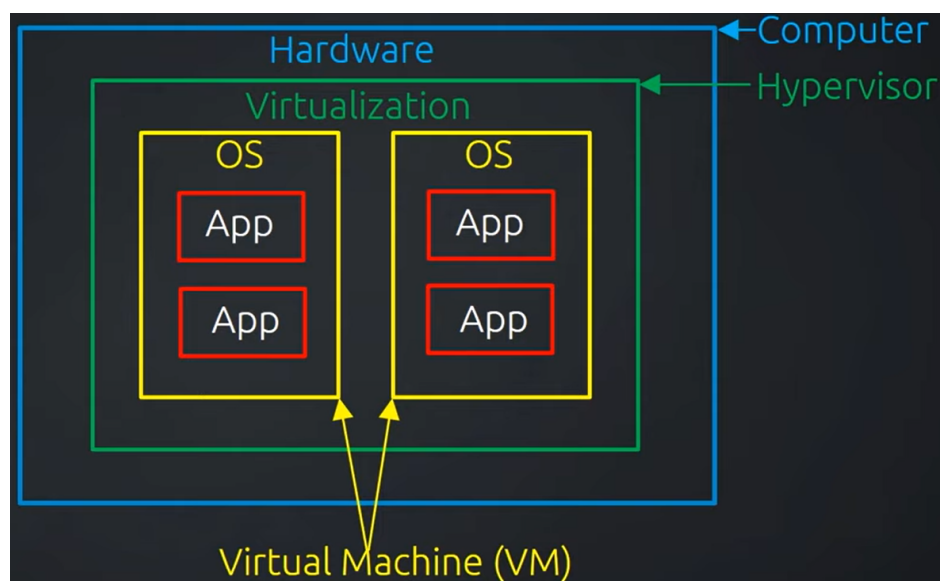 Computer
Hardware
Hypervisor
Virtualization
OS
OS
App
App
App
App
Virtual Machine (VM)